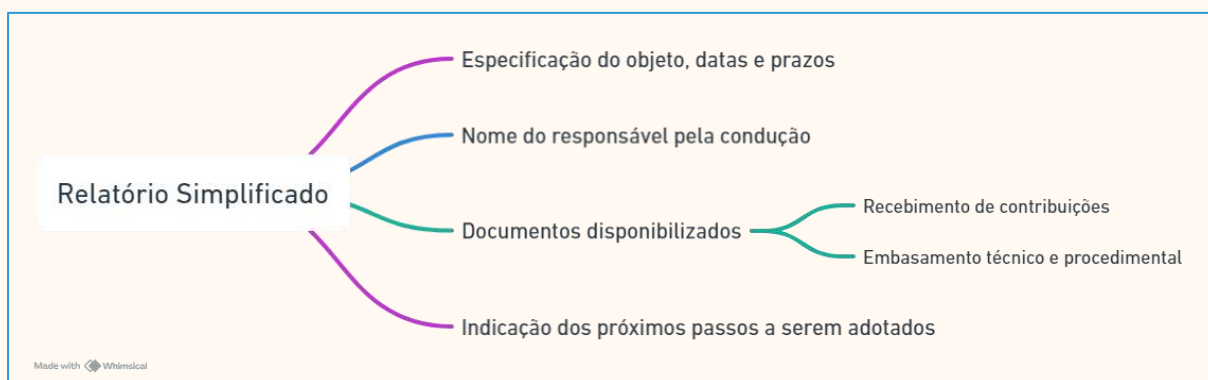 Especificação do objeto, datas e prazos
Nome do responsável pela condução
Relatório Simplificado
Documentos disponibilizados
Recebimento de contribuições
Embasamento técnico e procedimental
Indicação dos próximos passos a serem adotados
Made with Whimsical